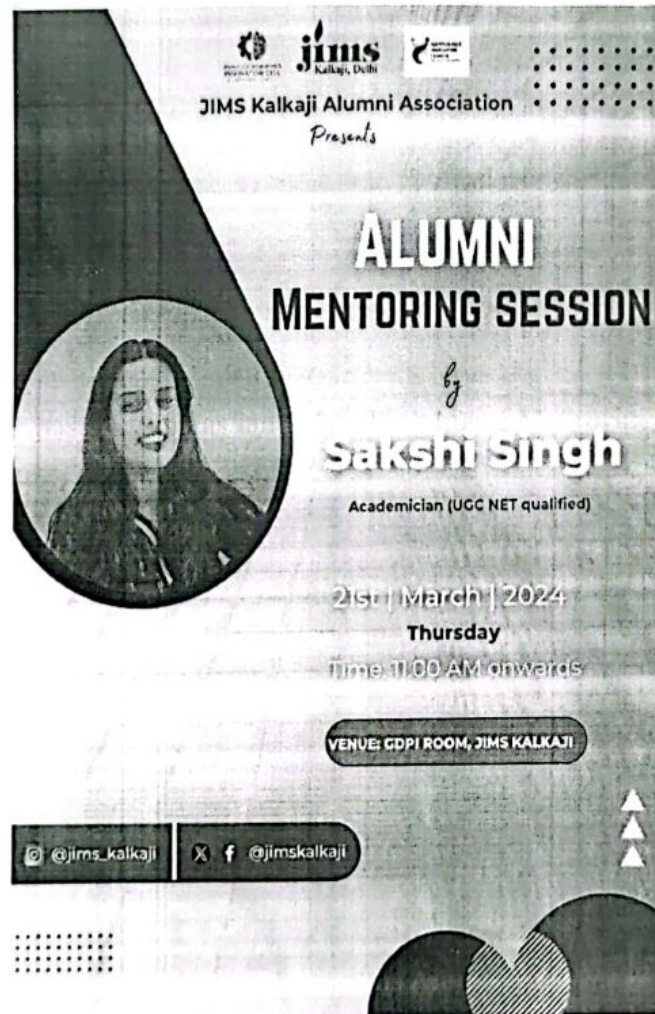 jims
Kalkaji, Delhi
JIMS Kalkaji Alumni Association
Presents
ALUMNI
MENTORING SESSION
by
Sakshi Singh
Academician (UGC NET qualified)
21st | March | 2024
Thursday
Time: 11:00 AM onwards
VENUE: GDPI ROOM, JIMS KALKAJI
@jims_kalkaji
@jimskalkaji